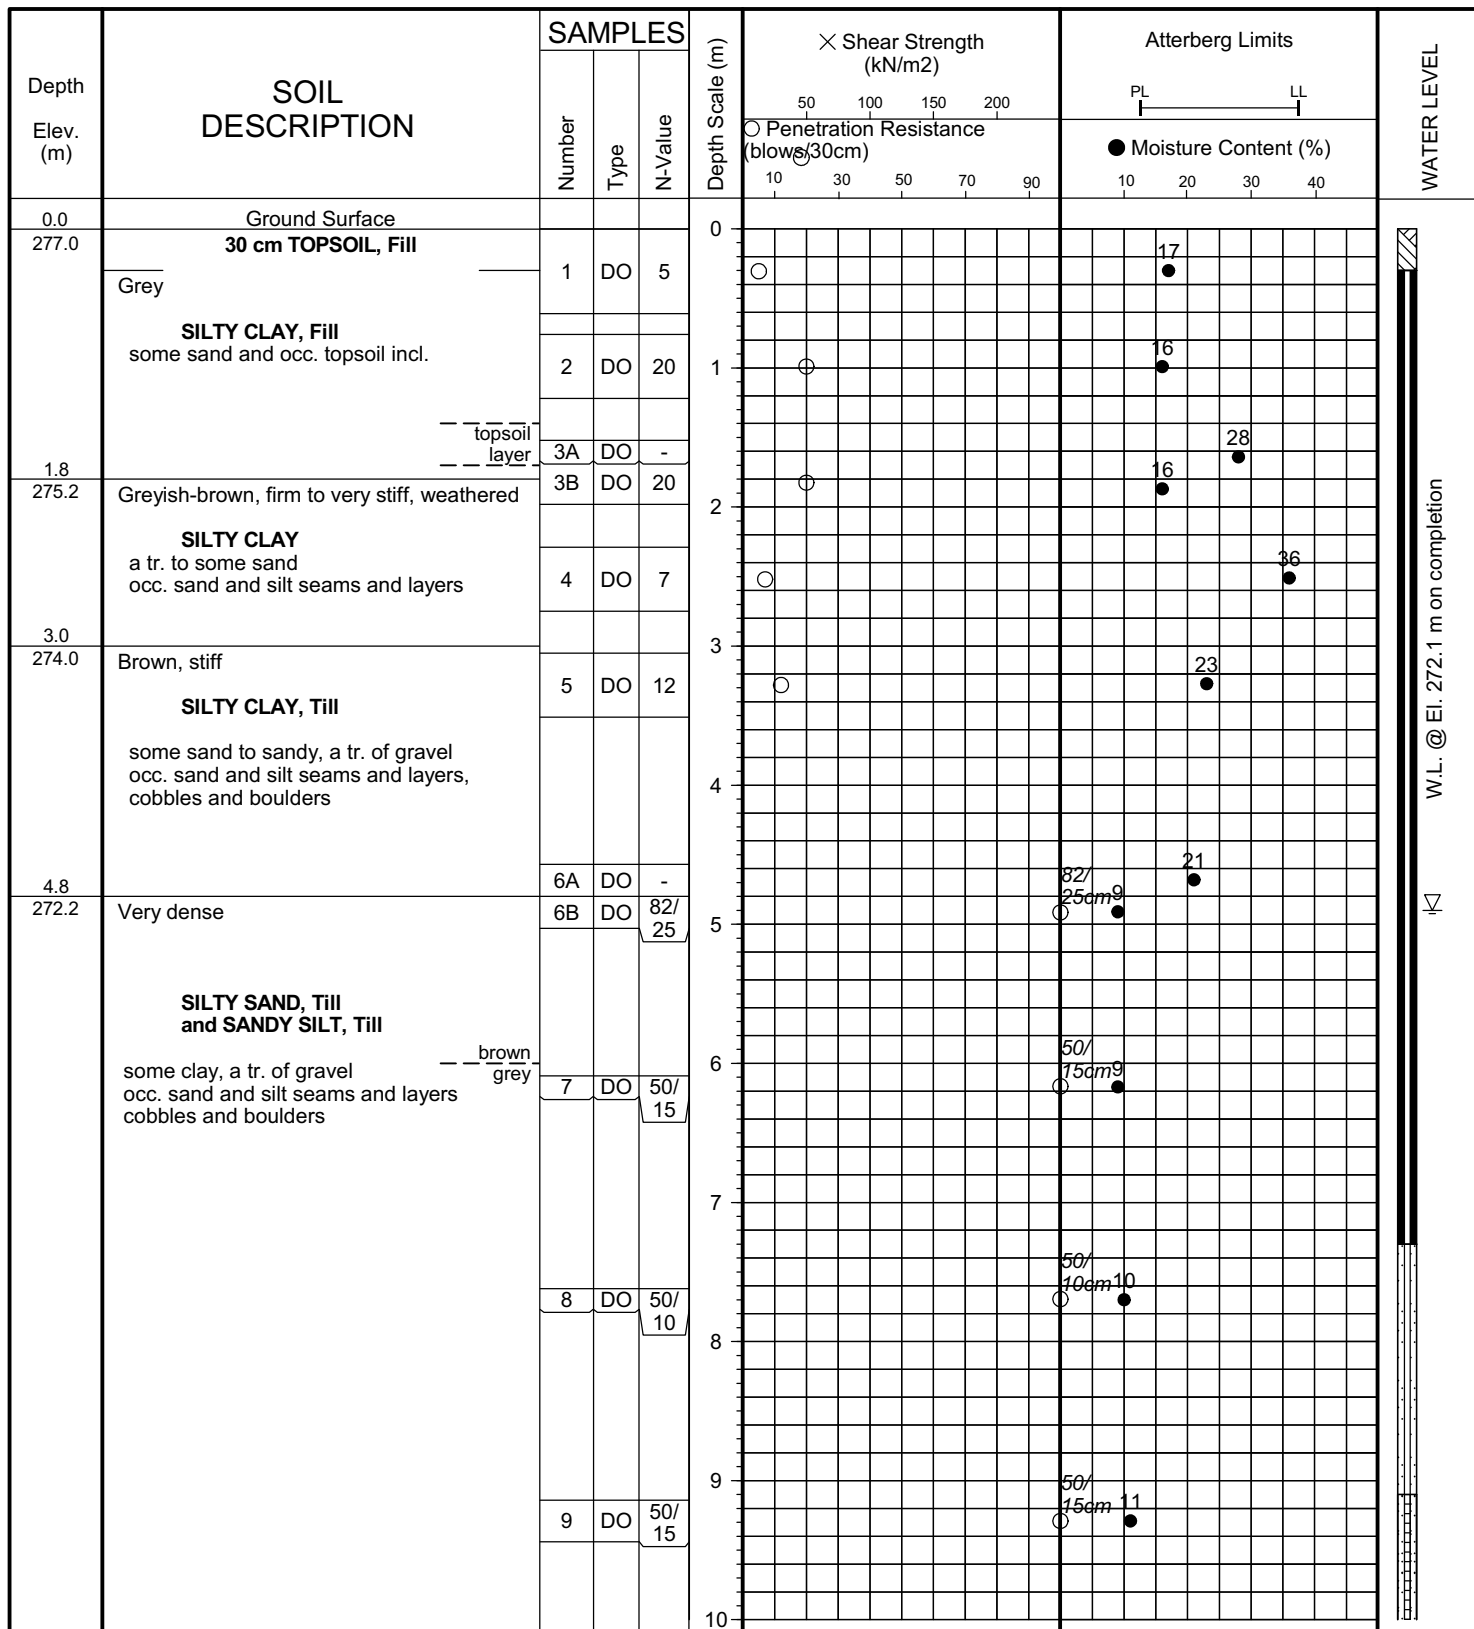 Depth
Elev.
(m)
SOIL
DESCRIPTION
SAMPLES
Number
Type
N-Value
Depth Scale (m)
Shear Strength
(kN/m2)
50 100 150 200
Penetration Resistance
(blows/30cm)
10 30 50 70 90
Atterberg Limits
PL LL
Moisture Content (%)
10 20 30 40
WATER LEVEL
0.0 Ground Surface
277.0 30 cm TOPSOIL, Fill
Grey
SILTY CLAY, Fill
some sand and occ. topsoil incl.
topsoil
layer
1.8
275.2 Greyish-brown, firm to very stiff, weathered
SILTY CLAY
a tr. to some sand
occ. sand and silt seams and layers
3.0
274.0 Brown, stiff
SILTY CLAY, Till
some sand to sandy, a tr. of gravel
occ. sand and silt seams and layers,
cobbles and boulders
4.8
272.2 Very dense
SILTY SAND, Till
and SANDY SILT, Till
brown
grey
some clay, a tr. of gravel
occ. sand and silt seams and layers
cobbles and boulders
1 DO 5
2 DO 20
3A DO -
3B DO 20
4 DO 7
5 DO 12
6A DO -
6B DO 82/
25
7 DO 50/
15
8 DO 50/
10
9 DO 50/
15
0
1
2
3
4
5
6
7
8
9
10
17
16
28
16
36
23
21
82/
25cm 9
50/
15cm 9
50/
10cm 10
50/
15cm 11
W.L. @ El. 272.1 m on completion